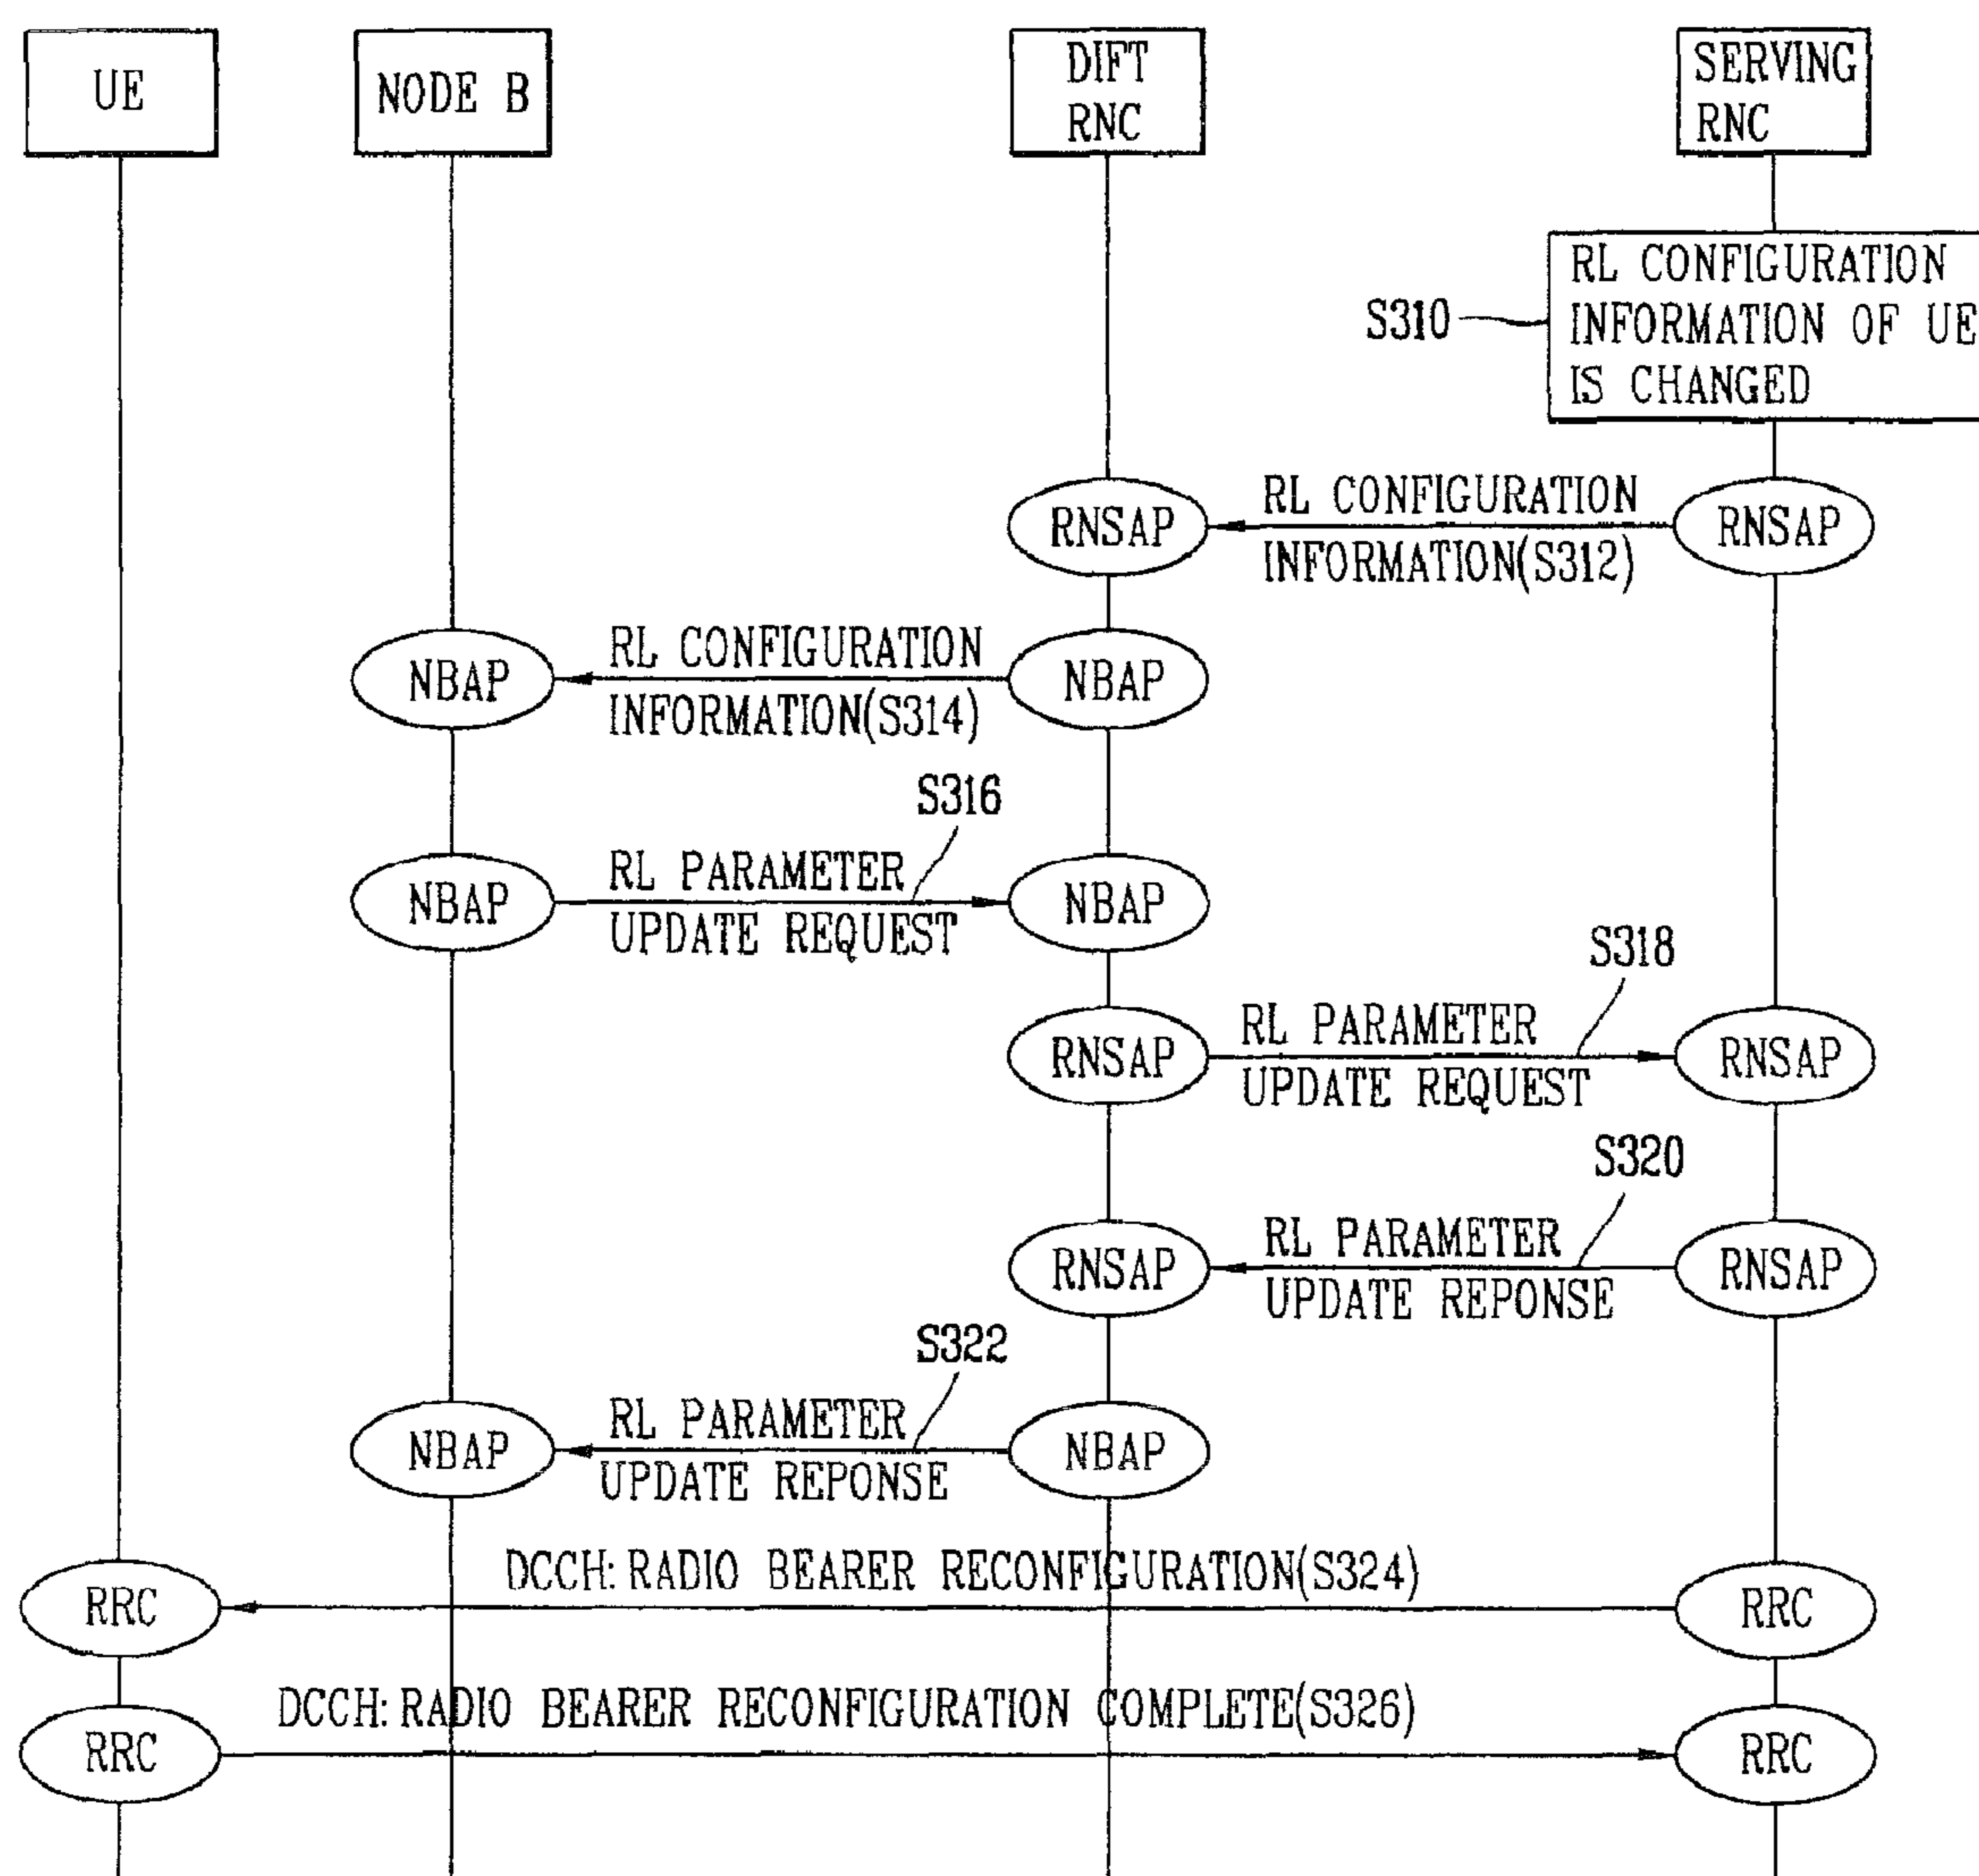 UE
NODE B
DIFT
RNC
SERVING
RNC
S310
RL CONFIGURATION
INFORMATION OF UE
IS CHANGED
RNSAP
RL CONFIGURATION
INFORMATION(S312)
RNSAP
NBAP
RL CONFIGURATION
INFORMATION(S314)
NBAP
S316
NBAP
RL PARAMETER
UPDATE REQUEST
NBAP
S318
RNSAP
RL PARAMETER
UPDATE REQUEST
RNSAP
S320
RNSAP
RL PARAMETER
UPDATE REPONSE
RNSAP
S322
NBAP
RL PARAMETER
UPDATE REPONSE
NBAP
DCCH: RADIO BEARER RECONFIGURATION(S324)
RRC
RRC
DCCH: RADIO BEARER RECONFIGURATION COMPLETE(S326)
RRC
RRC